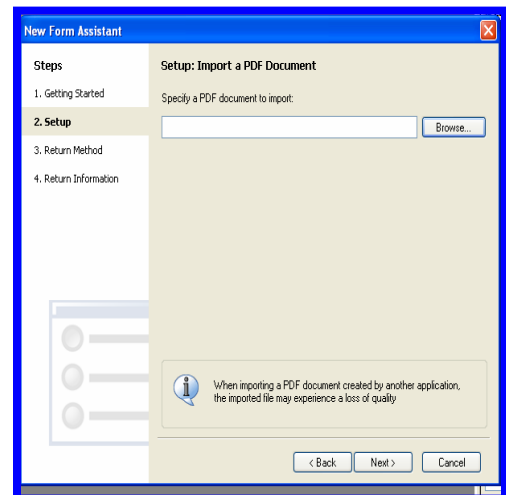 New Form Assistant
Steps
1. Getting Started
2. Setup
3. Return Method
4. Return Information
Setup: Import a PDF Document
Specify a PDF document to import:
Browse...
When importing a PDF document created by another application,
the imported file may experience a loss of quality
< Back
Next >
Cancel